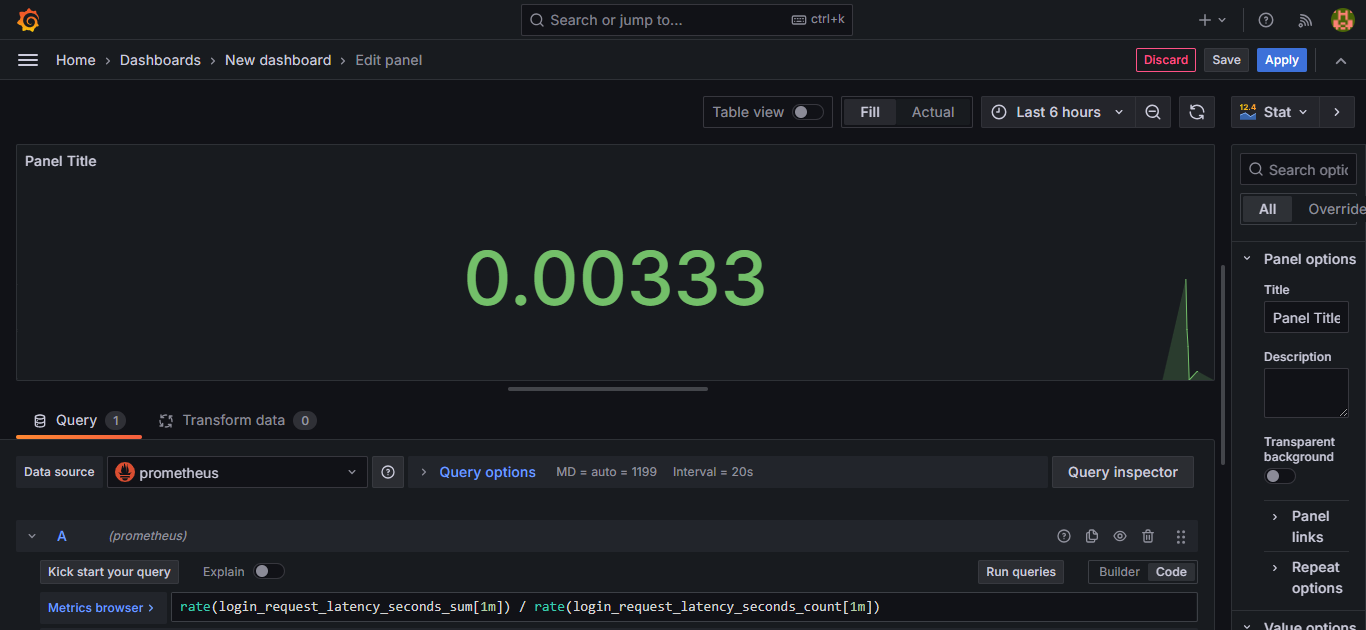 Search or jump to... ctrl+k
Home › Dashboards › New dashboard › Edit panel Discard Save Apply
Table view Fill Actual Last 6 hours 12.4 Stat
Panel Title
0.00333
Search optic
All Override
Panel options
Title
Panel Title
Description
Transparent
background
Panel
links
Repeat
options
Value options
Query 1 Transform data 0
Data source prometheus Query options MD = auto = 1199 Interval = 20s Query inspector
A (prometheus)
Kick start your query Explain Run queries Builder Code
Metrics browser › rate(login_request_latency_seconds_sum[1m]) / rate(login_request_latency_seconds_count[1m])